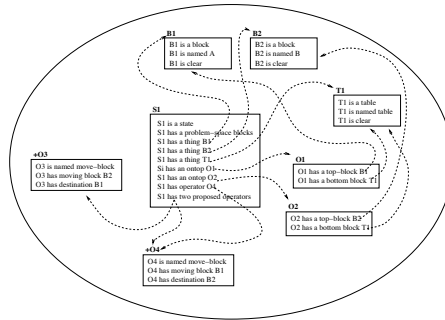 B1
B1 is a block
B1 is named A
B1 is clear
B2
B2 is a block
B2 is named B
B2 is clear
T1
T1 is a table
T1 is named table
T1 is clear
S1
S1 is a state
S1 has a problem-space blocks
S1 has a thing B1
S1 has a thing B2
S1 has a thing T1
Si has an ontop O1
S1 has an ontop O2
S1 has operator O4
S1 has two proposed operators
+O3
O3 is named move-block
O3 has moving block B2
O3 has destination B1
O1
O1 has a top-block B1
O1 has a bottom block T1
O2
O2 has a top-block B2
O2 has a bottom block T1
+O4
O4 is named move-block
O4 has moving block B1
O4 has destination B2